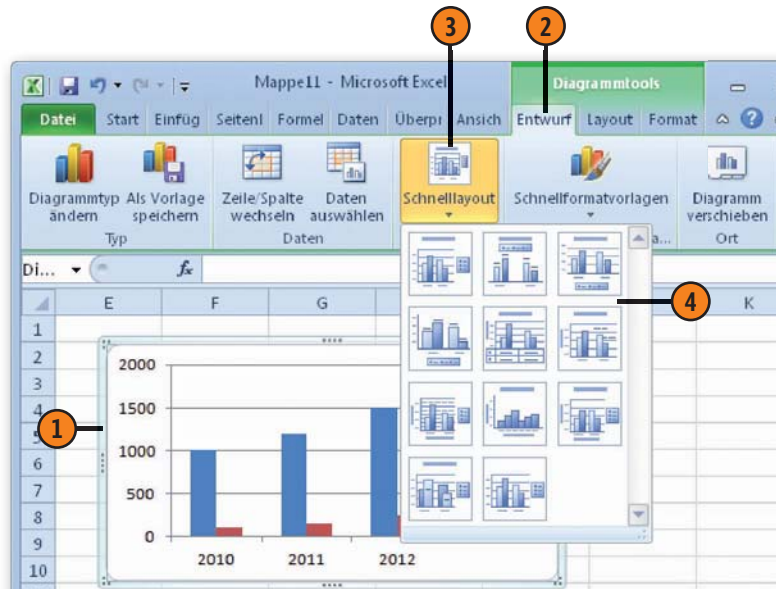 3 2
Mappe11 - Microsoft Excel Diagrammtools
Datei Start Einfüg Seitenl Formel Daten Überpr Ansich Entwurf Layout Format
Diagrammtyp ändern
Als Vorlage speichern
Zeile/Spalte wechseln
Daten auswählen
Schnelllayout
Schnellformatvorlagen
Diagramm verschieben
Typ Daten a... Ort
Di... fx
E F G K
4
1
2
3
4
5
6
7
8
9
10
1
2000
1500
1000
500
0
2010 2011 2012